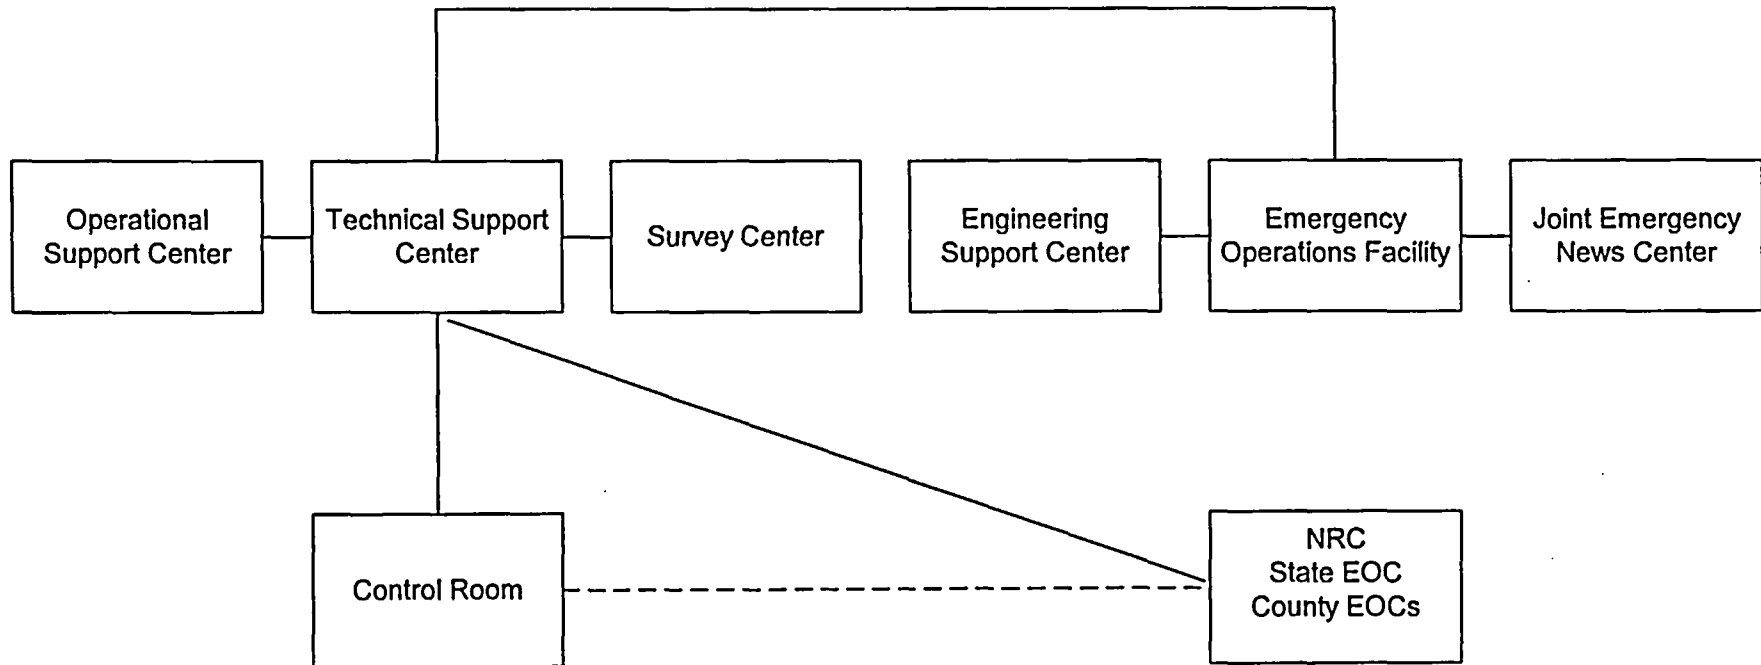 Operational
Support Center
Technical Support
Center
Survey Center
Engineering
Support Center
Emergency
Operations Facility
Joint Emergency
News Center
Control Room
NRC
State EOC
County EOCs